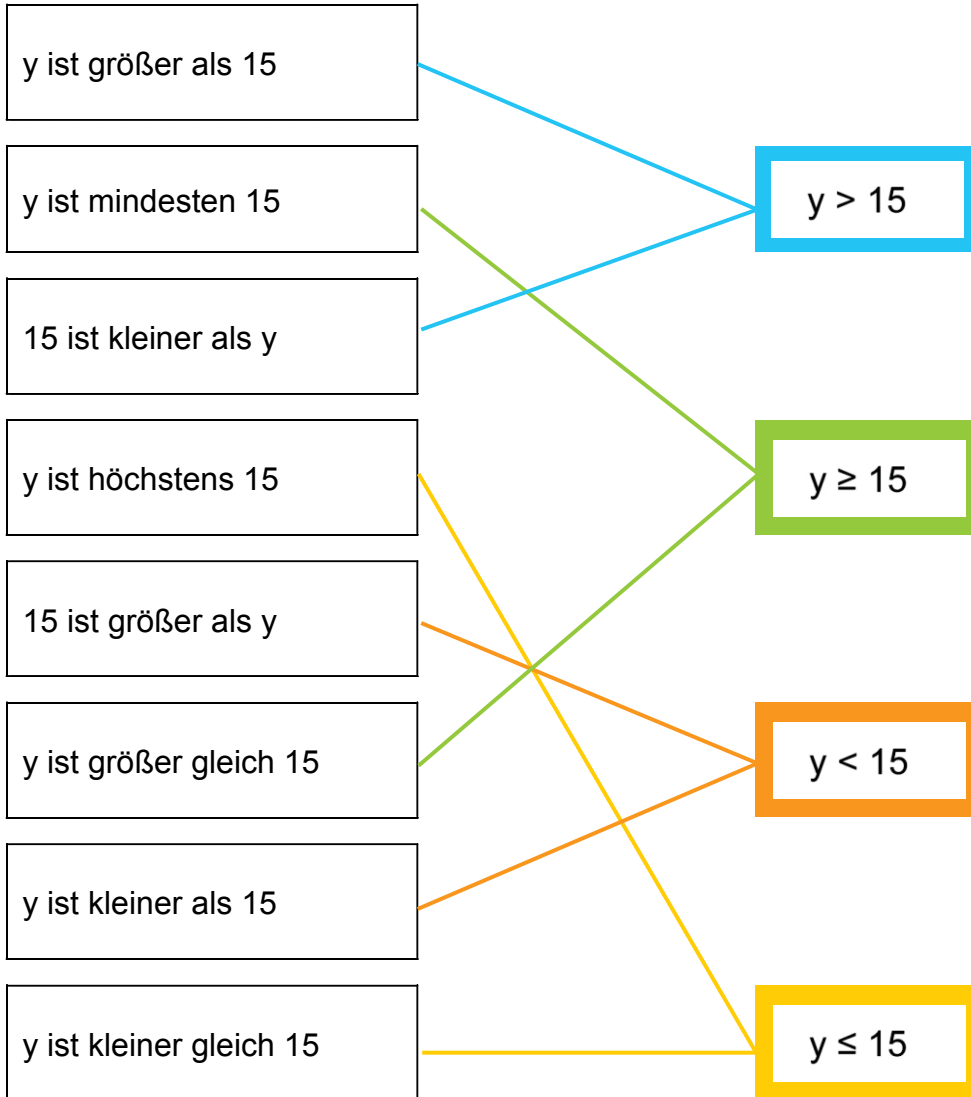 y ist größer als 15
y ist mindesten 15
y > 15
15 ist kleiner als y
y ist höchstens 15
y ≥ 15
15 ist größer als y
y ist größer gleich 15
y < 15
y ist kleiner als 15
y ist kleiner gleich 15
y ≤ 15